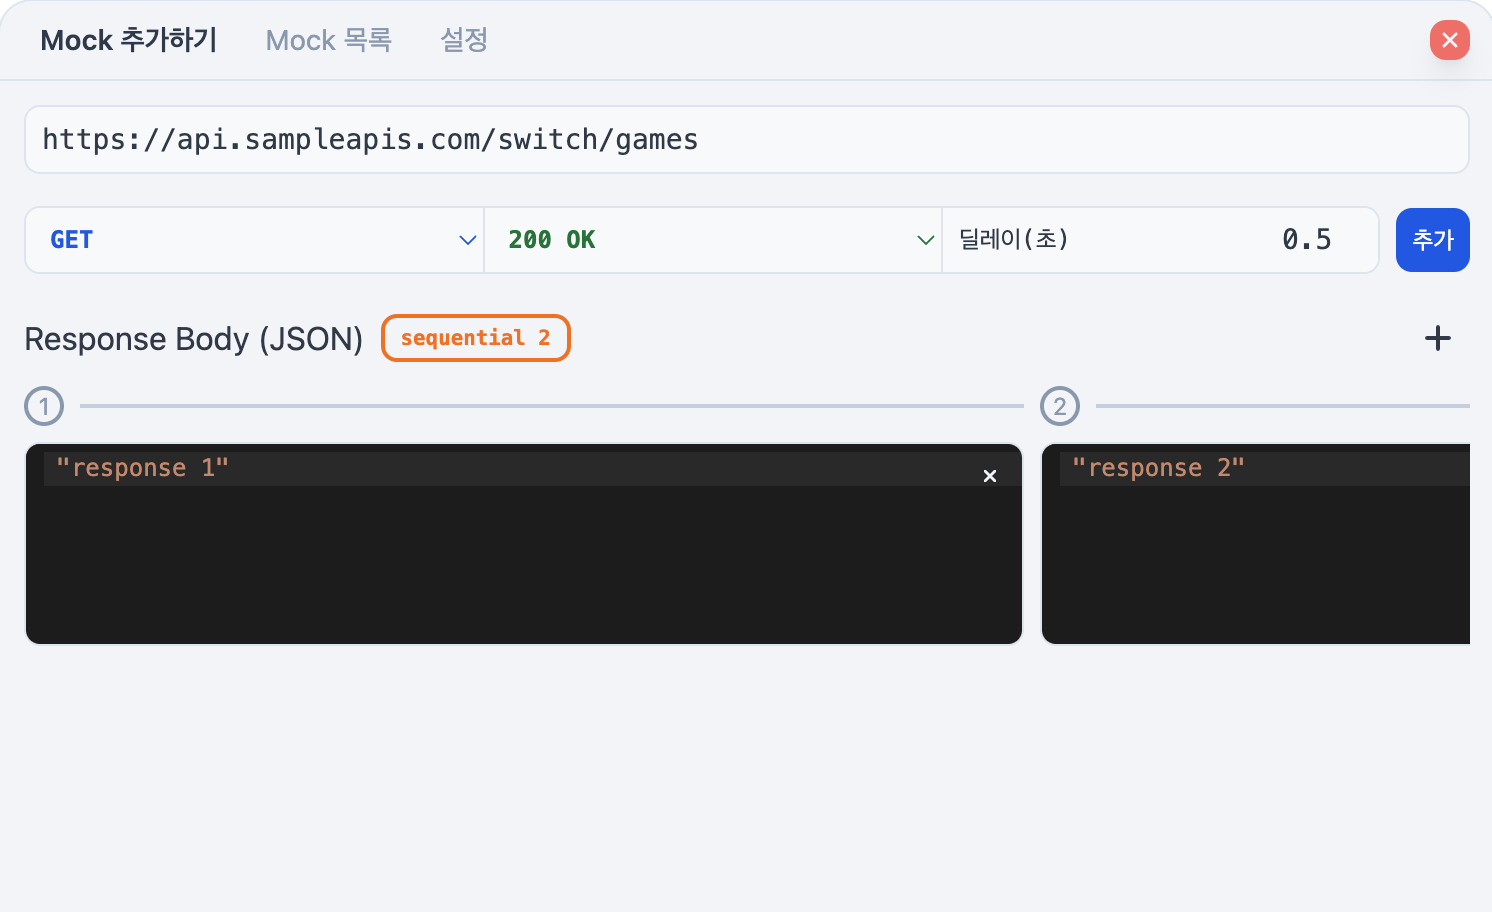 Mock 추가하기 Mock 목록 설정
https://api.sampleapis.com/switch/games
GET 200 OK 딜레이(초) 0.5 추가
Response Body (JSON) sequential 2
1 2
"response 1" "response 2"